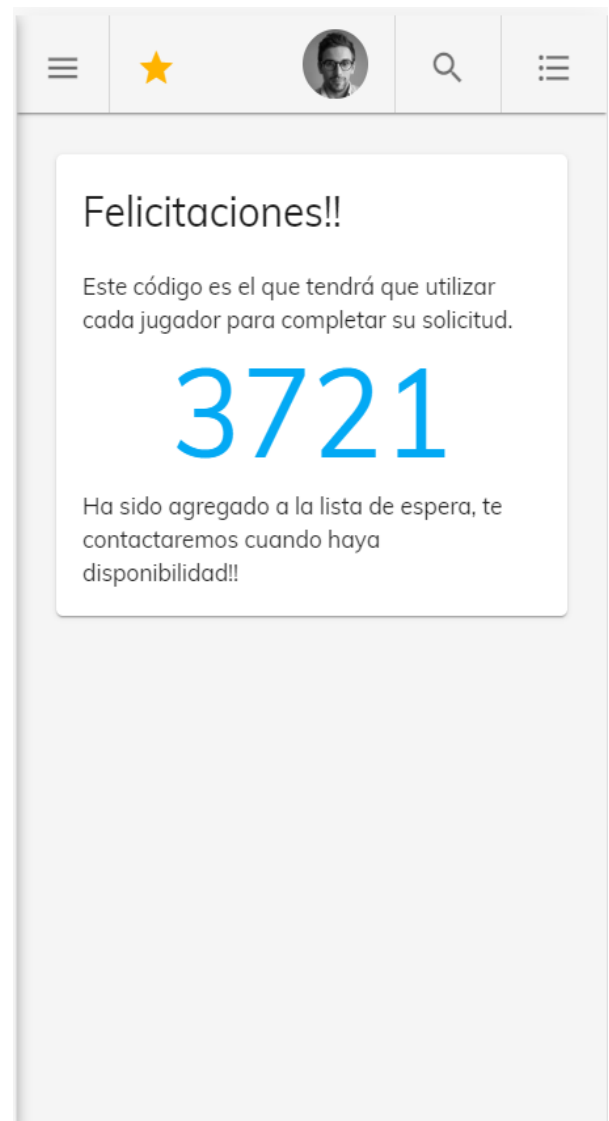 Felicitaciones!!
Este código es el que tendrá que utilizar
cada jugador para completar su solicitud.
3721
Ha sido agregado a la lista de espera, te
contactaremos cuando haya
disponibilidad!!